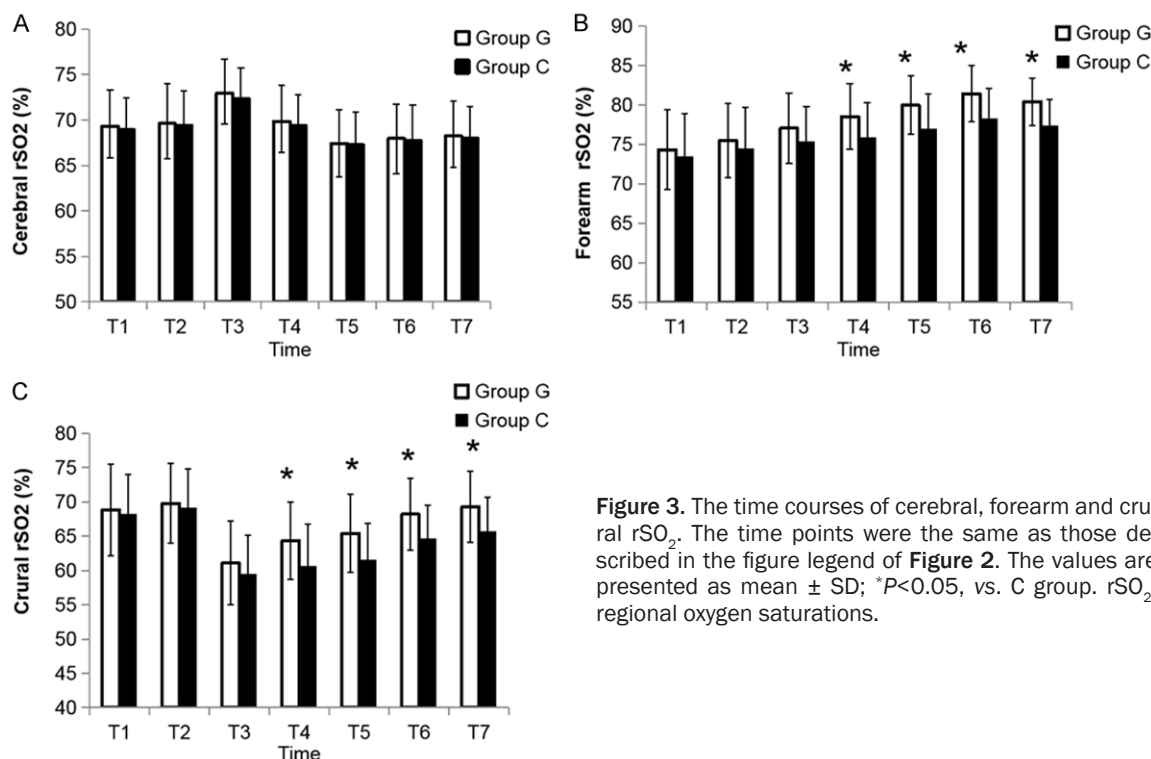 A
Cerebral rSO2 (%)
80
75
70
65
60
55
50
Group G
Group C
T1 T2 T3 T4 T5 T6 T7
Time
B
Forearm rSO2 (%)
90
85
80
75
70
65
60
55
Group G
Group C
* * * *
T1 T2 T3 T4 T5 T6 T7
Time
C
Crural rSO2 (%)
80
75
70
65
60
55
50
45
40
Group G
Group C
* * * *
T1 T2 T3 T4 T5 T6 T7
Time
Figure 3. The time courses of cerebral, forearm and cru
ral rSO2. The time points were the same as those de
scribed in the figure legend of Figure 2. The values are
presented as mean ± SD; *P<0.05, vs. C group. rSO2
regional oxygen saturations.